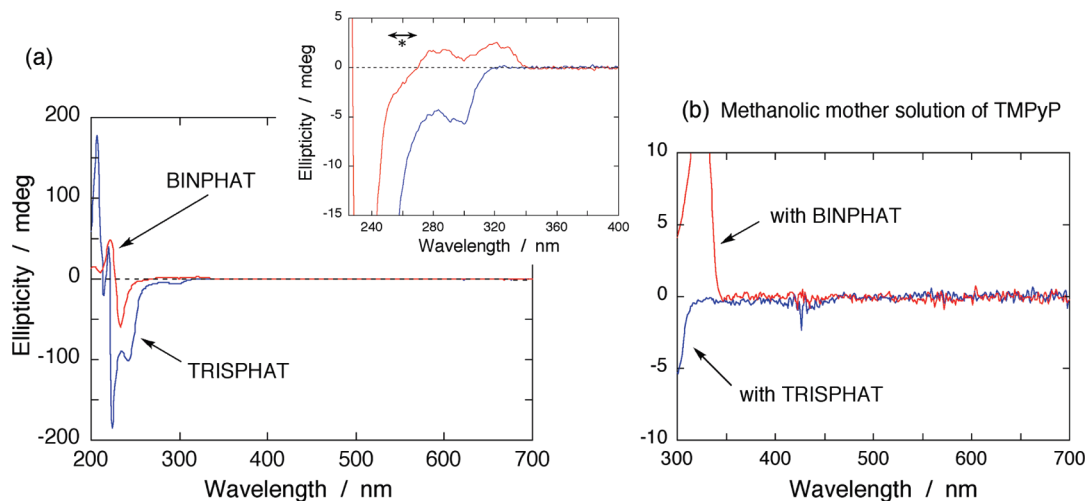 (a)
200
100
0
-100
-200
Ellipticity / mdeg
200
300
400
500
600
700
Wavelength / nm
BINPHAT
TRISPHAT
*
5
0
-5
-10
-15
Ellipticity / mdeg
240
280
320
360
400
Wavelength / nm
(b) Methanolic mother solution of TMPyP
10
5
0
-5
-10
Ellipticity / mdeg
300
400
500
600
700
Wavelength / nm
with BINPHAT
with TRISPHAT